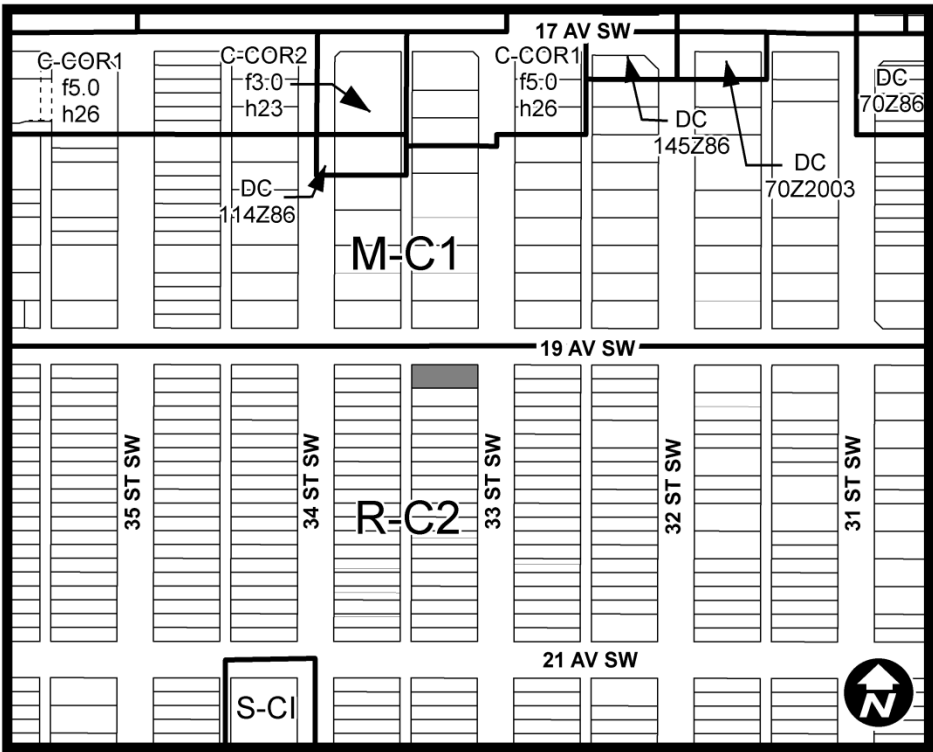 17 AV SW
C-COR1
f5.0
h26
C-COR2
f3.0
h23
C-COR1
f5.0
h26
DC
70Z86
DC
145Z86
DC
70Z2003
DC
114Z86
M-C1
19 AV SW
35 ST SW
34 ST SW
33 ST SW
32 ST SW
31 ST SW
R-C2
21 AV SW
S-CI
N